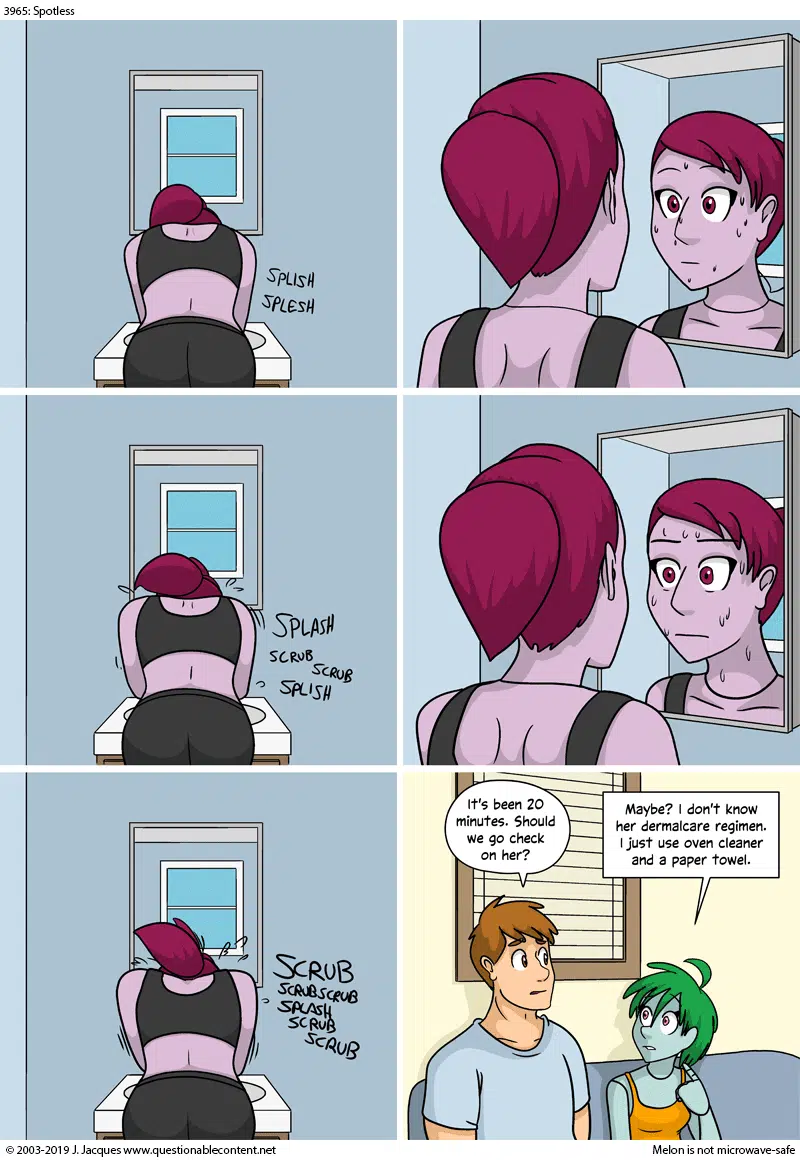 3965: Spotless
SPLISH
SPLESH
SPLASH
SCRUB
SCRUB
SPLISH
SCRUB
SCRUBSCRUB
SPLASH
SCRUB
SCRUB
It's been 20
minutes. Should
we go check
on her?
Maybe? I don't know
her dermalcare regimen.
I just use oven cleaner
and a paper towel.
© 2003-2019 J. Jacques www.questionablecontent.net
Melon is not microwave-safe